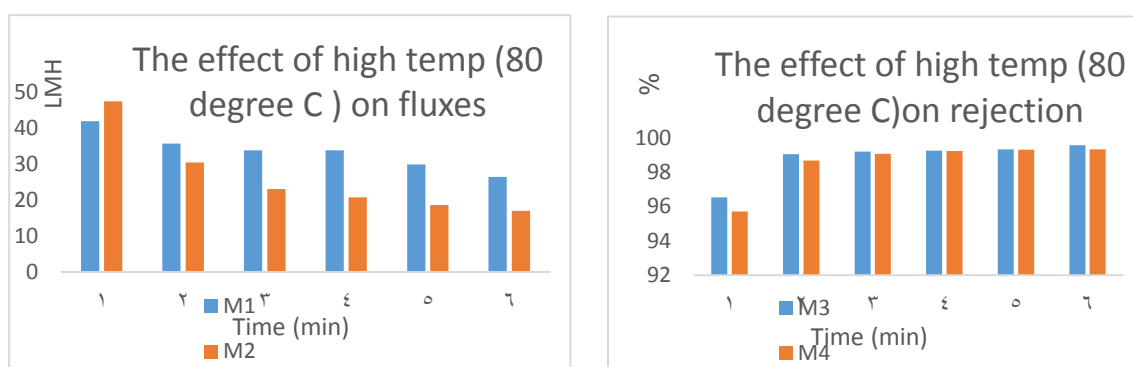 The effect of high temp (80
degree C ) on fluxes
LMH
50
40
30
20
10
0
١ ٢ ٣ ٤ ٥ ٦
Time (min)
M1
M2
The effect of high temp (80
degree C)on rejection
%
100
98
96
94
92
١ ٢ ٣ ٤ ٥ ٦
Time (min)
M3
M4